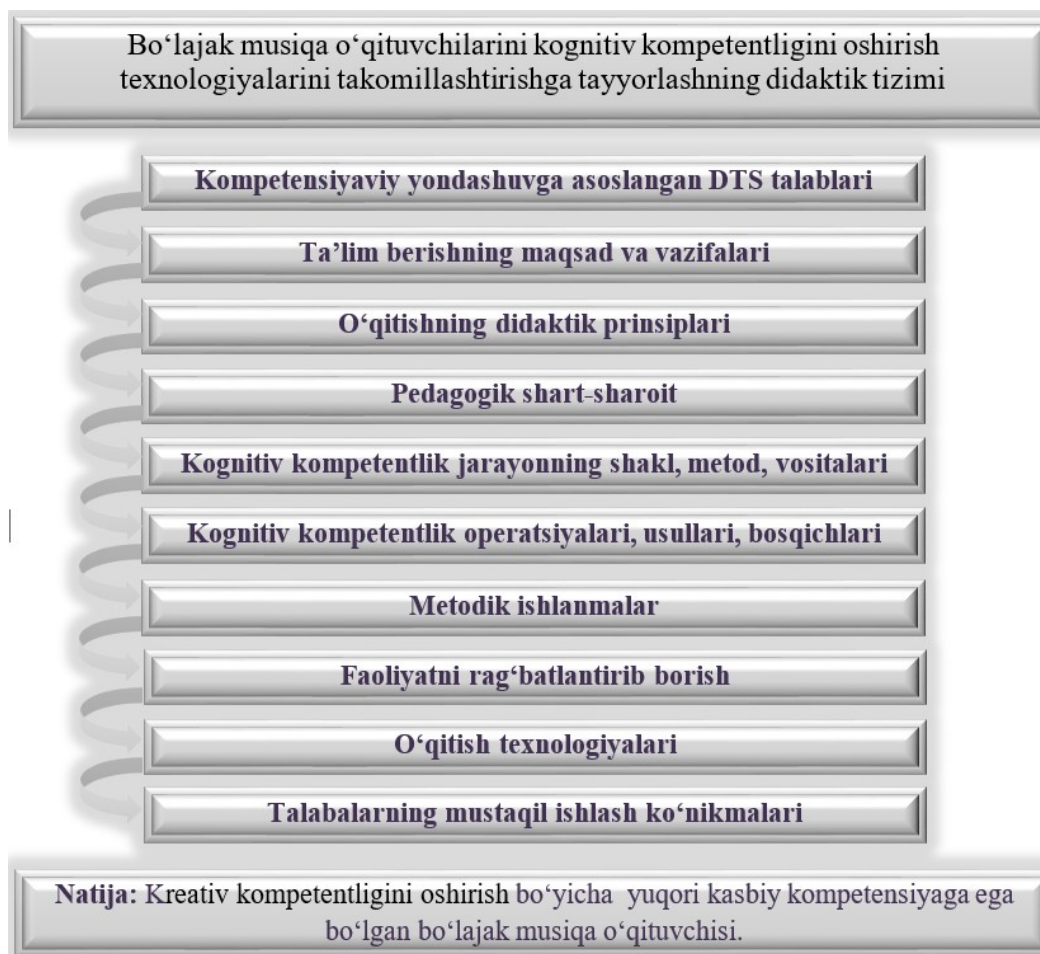 Bo‘lajak musiqa o‘qituvchilarini kognitiv kompetentligini oshirish
texnologiyalarini takomillashtirishga tayyorlashning didaktik tizimi
Kompetensiyaviy yondashuvga asoslangan DTS talablari
Ta’lim berishning maqsad va vazifalari
O‘qitishning didaktik prinsiplari
Pedagogik shart-sharoit
Kognitiv kompetentlik jarayonning shakl, metod, vositalari
Kognitiv kompetentlik operatsiyalari, usullari, bosqichlari
Metodik ishlanmalar
Faoliyatni rag‘batlantirib borish
O‘qitish texnologiyalari
Talabalarning mustaqil ishlash ko‘nikmalari
Natija: Kreativ kompetentligini oshirish bo‘yicha yuqori kasbiy kompetensiyaga ega
bo‘lgan bo‘lajak musiqa o‘qituvchisi.